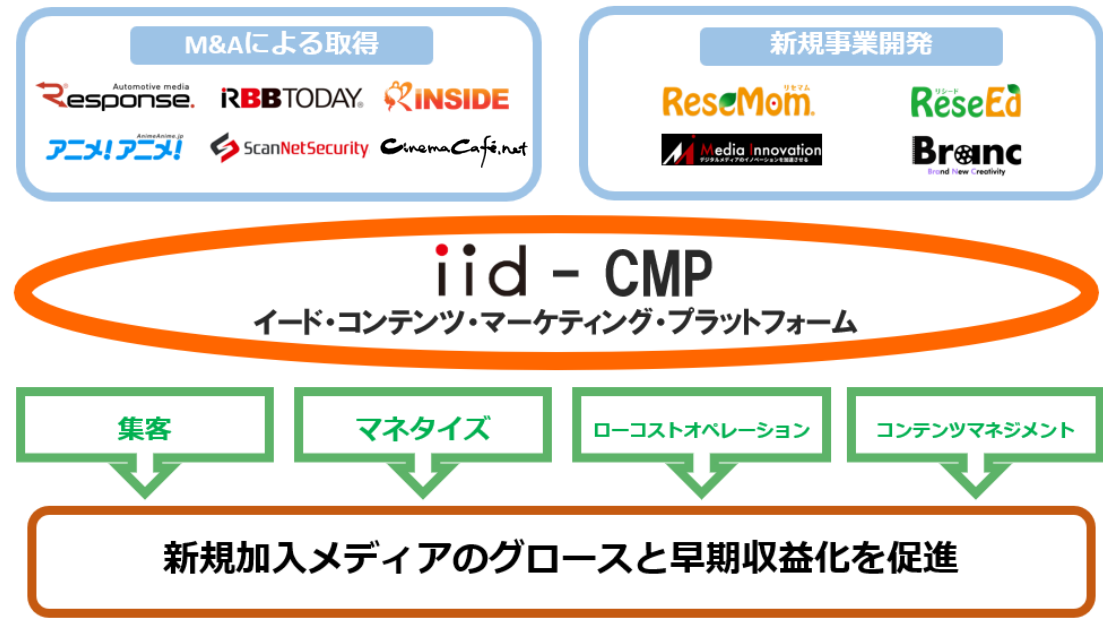 M&Aによる取得
Automotive media
Response.
RBBTODAY.
INSIDE
AnimeAnime.jp
アニメ!アニメ!
ScanNetSecurity
CinemaCafé.net
新規事業開発
リセマム
ReseMom.
リシード
ReseEd
Media Innovation
デジタルメディアのイノベーションを加速させる
Branc
Brand New Creativity
iid - CMP
イード・コンテンツ・マーケティング・プラットフォーム
集客
マネタイズ
ローコストオペレーション
コンテンツマネジメント
新規加入メディアのグロースと早期収益化を促進